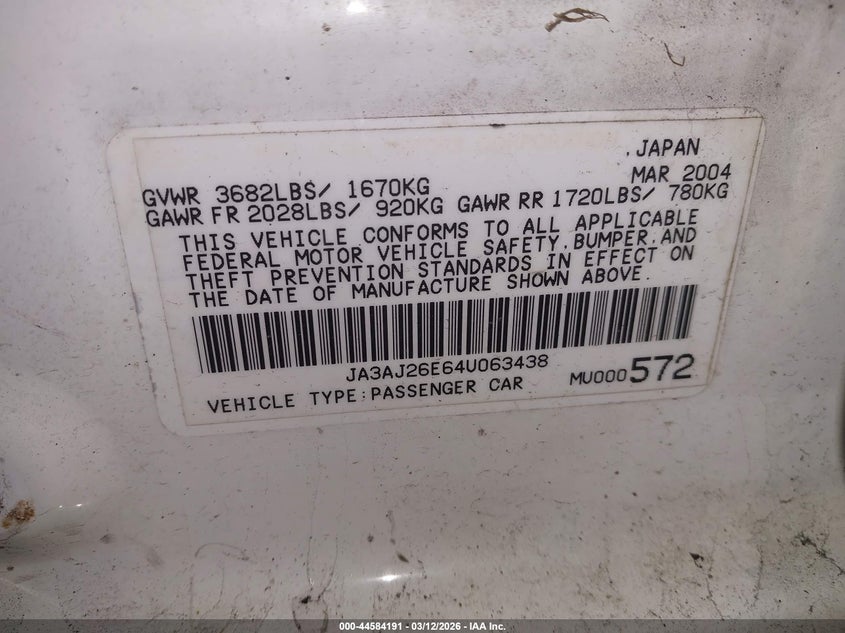 JAPAN
MAR 2004
GVWR 3682LBS/ 1670KG
GAWR FR 2028LBS/ 920KG GAWR RR 1720LBS/ 780KG
THIS VEHICLE CONFORMS TO ALL APPLICABLE
FEDERAL MOTOR VEHICLE SAFETY, BUMPER, AND
THEFT PREVENTION STANDARDS IN EFFECT ON
THE DATE OF MANUFACTURE SHOWN ABOVE.
JA3AJ26E64U063438
VEHICLE TYPE:PASSENGER CAR MU000572
000-44584191 - 03/12/2026 - IAA Inc.